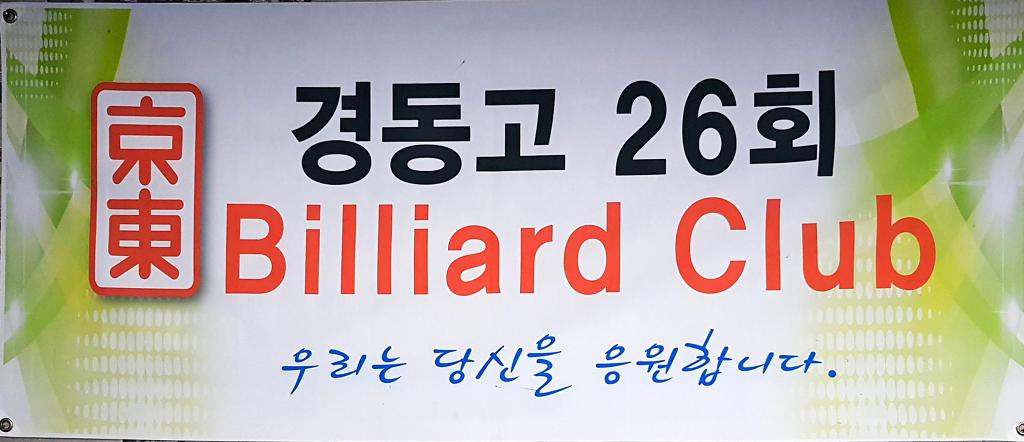 京東
경동고 26회
Billiard Club
우리는 당신을 응원합니다.